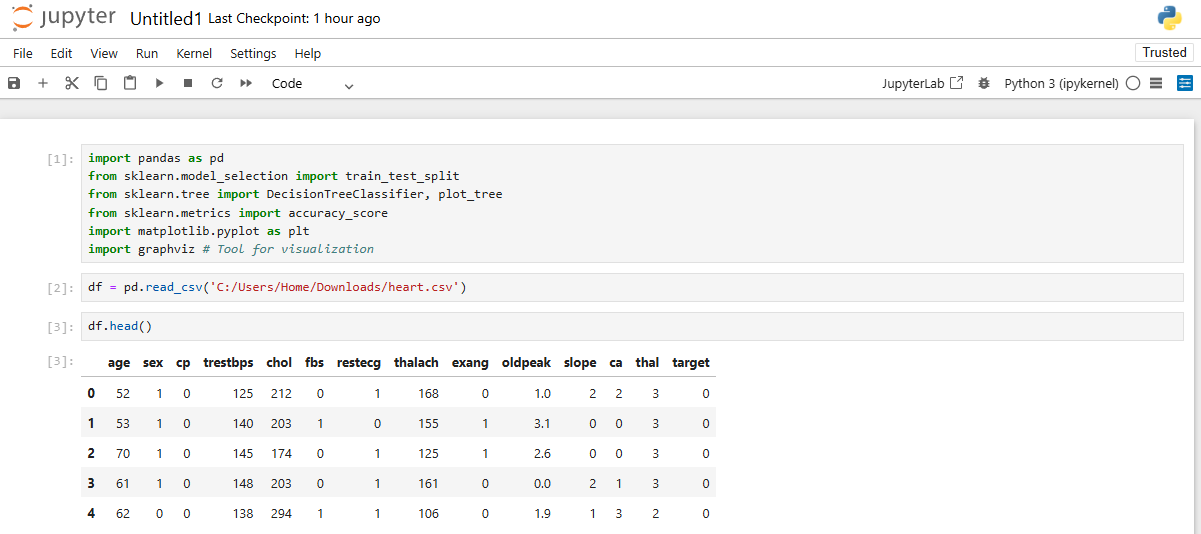 jupyter Untitled1 Last Checkpoint: 1 hour ago
File Edit View Run Kernel Settings Help Trusted
Code JupyterLab Python 3 (ipykernel)
[1]: import pandas as pd
from sklearn.model_selection import train_test_split
from sklearn.tree import DecisionTreeClassifier, plot_tree
from sklearn.metrics import accuracy_score
import matplotlib.pyplot as plt
import graphviz # Tool for visualization
[2]: df = pd.read_csv('C:/Users/Home/Downloads/heart.csv')
[3]: df.head()
[3]: age sex cp trestbps chol fbs restecg thalach exang oldpeak slope ca thal target
0 52 1 0 125 212 0 1 168 0 1.0 2 2 3 0
1 53 1 0 140 203 1 0 155 1 3.1 0 0 3 0
2 70 1 0 145 174 0 1 125 1 2.6 0 0 3 0
3 61 1 0 148 203 0 1 161 0 0.0 2 1 3 0
4 62 0 0 138 294 1 1 106 0 1.9 1 3 2 0